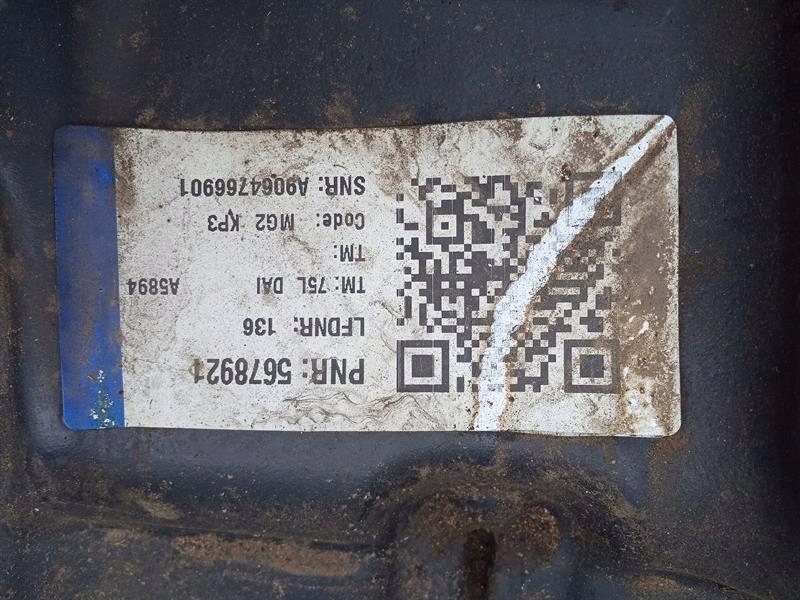 PNR: 5678921
LFDNR: 136
TM: 75L DAI A5894
TM:
Code: MG2 KP3
SNR: A9064766901